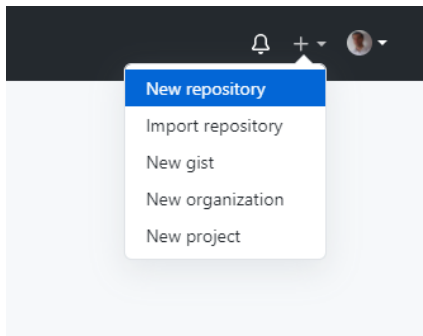 New repository
Import repository
New gist
New organization
New project